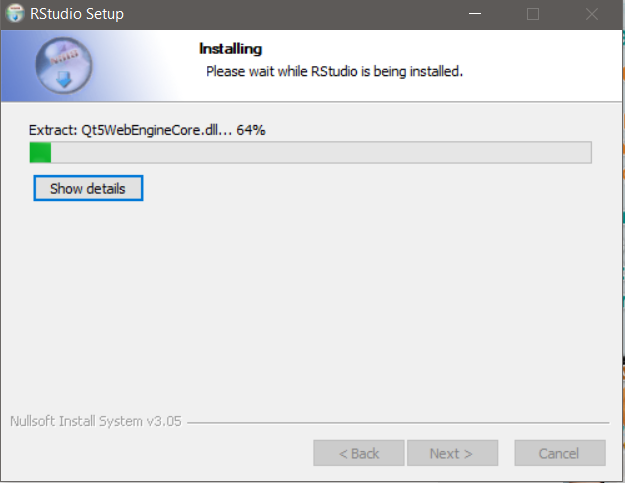 RStudio Setup
Installing
Please wait while RStudio is being installed.
Extract: Qt5WebEngineCore.dll... 64%
Show details
Nullsoft Install System v3.05
< Back
Next >
Cancel